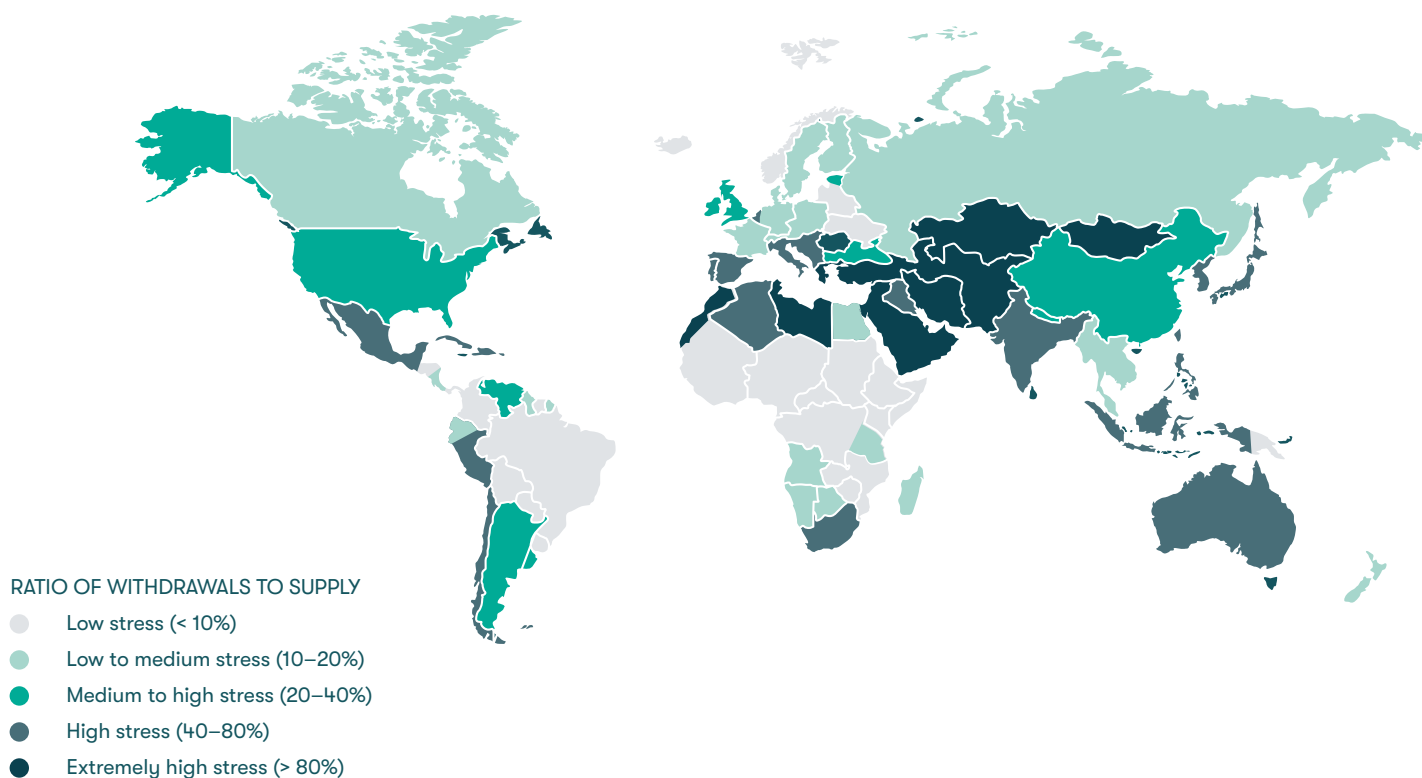 RATIO OF WITHDRAWALS TO SUPPLY
Low stress (< 10%)
Low to medium stress (10–20%)
Medium to high stress (20–40%)
High stress (40–80%)
Extremely high stress (> 80%)